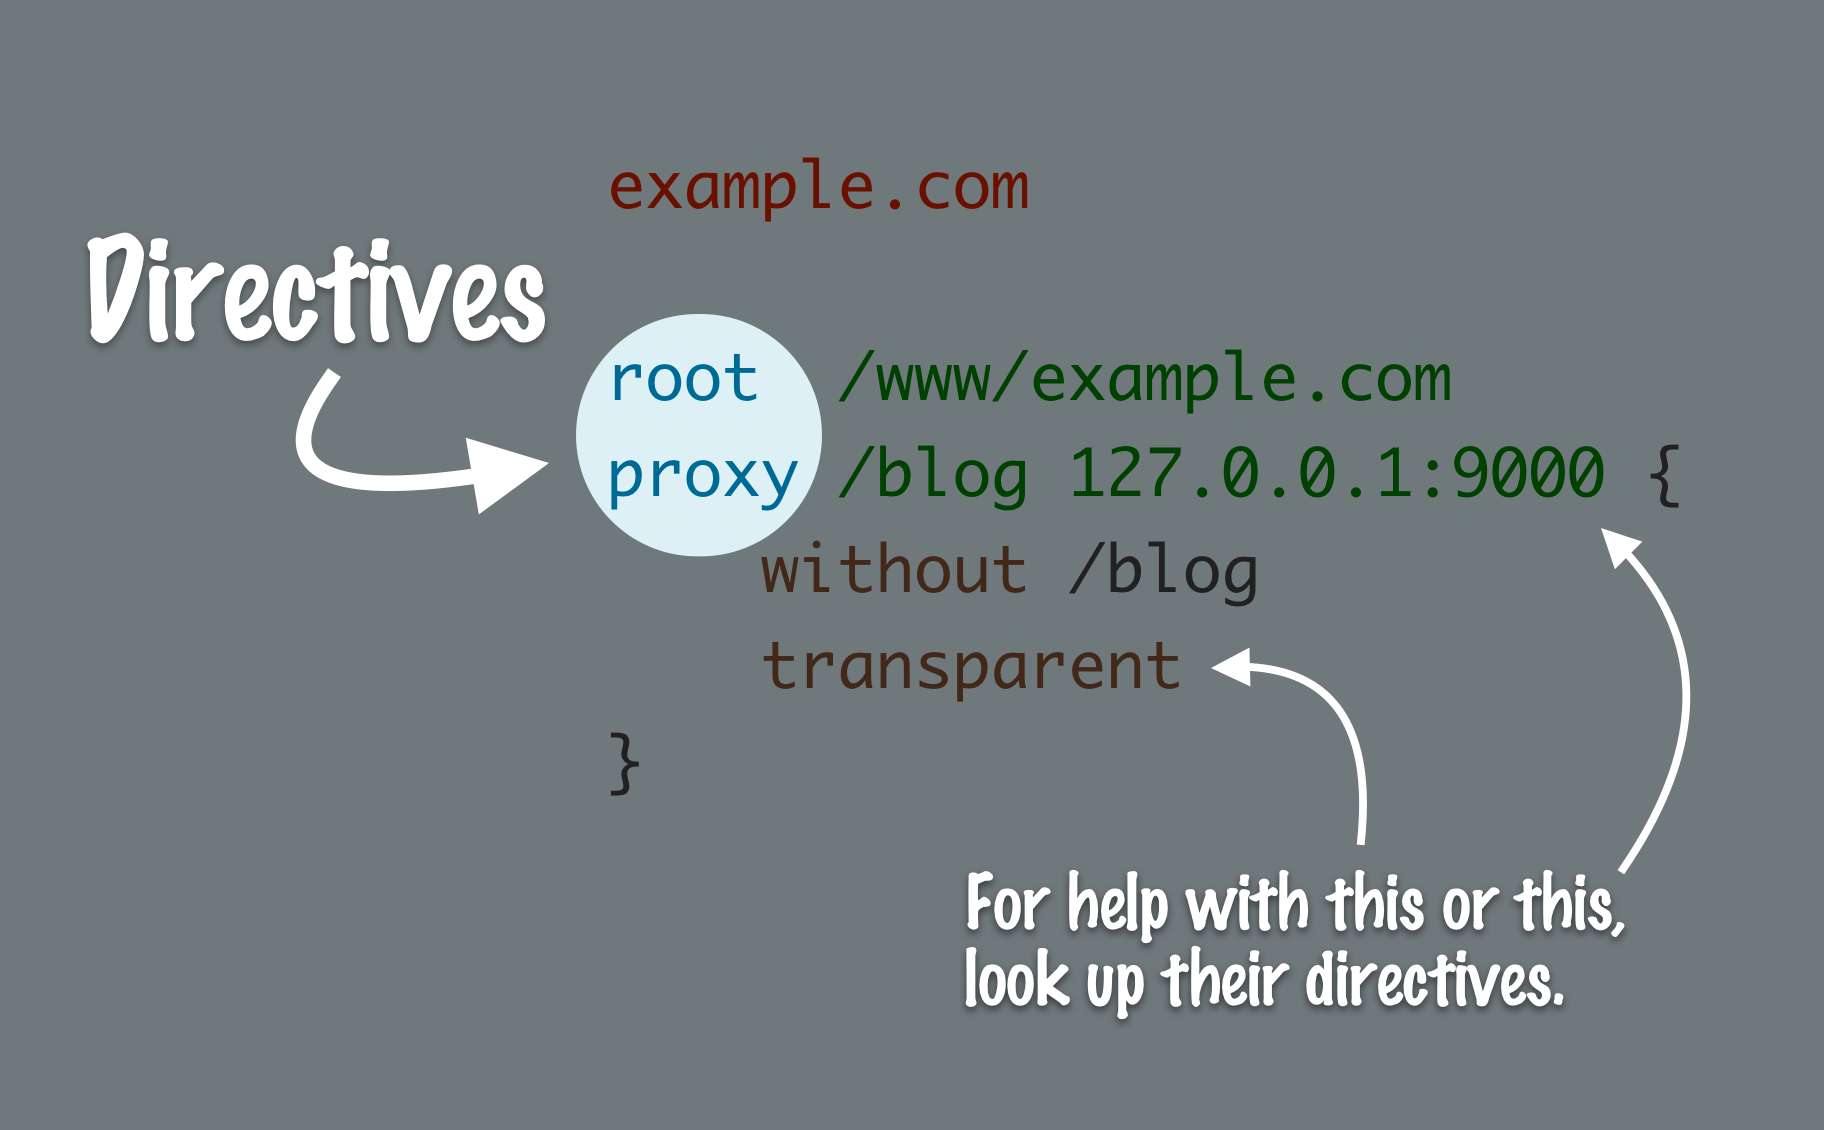 example.com
Directives
root /www/example.com
proxy /blog 127.0.0.1:9000 {
without /blog
transparent
}
For help with this or this,
look up their directives.